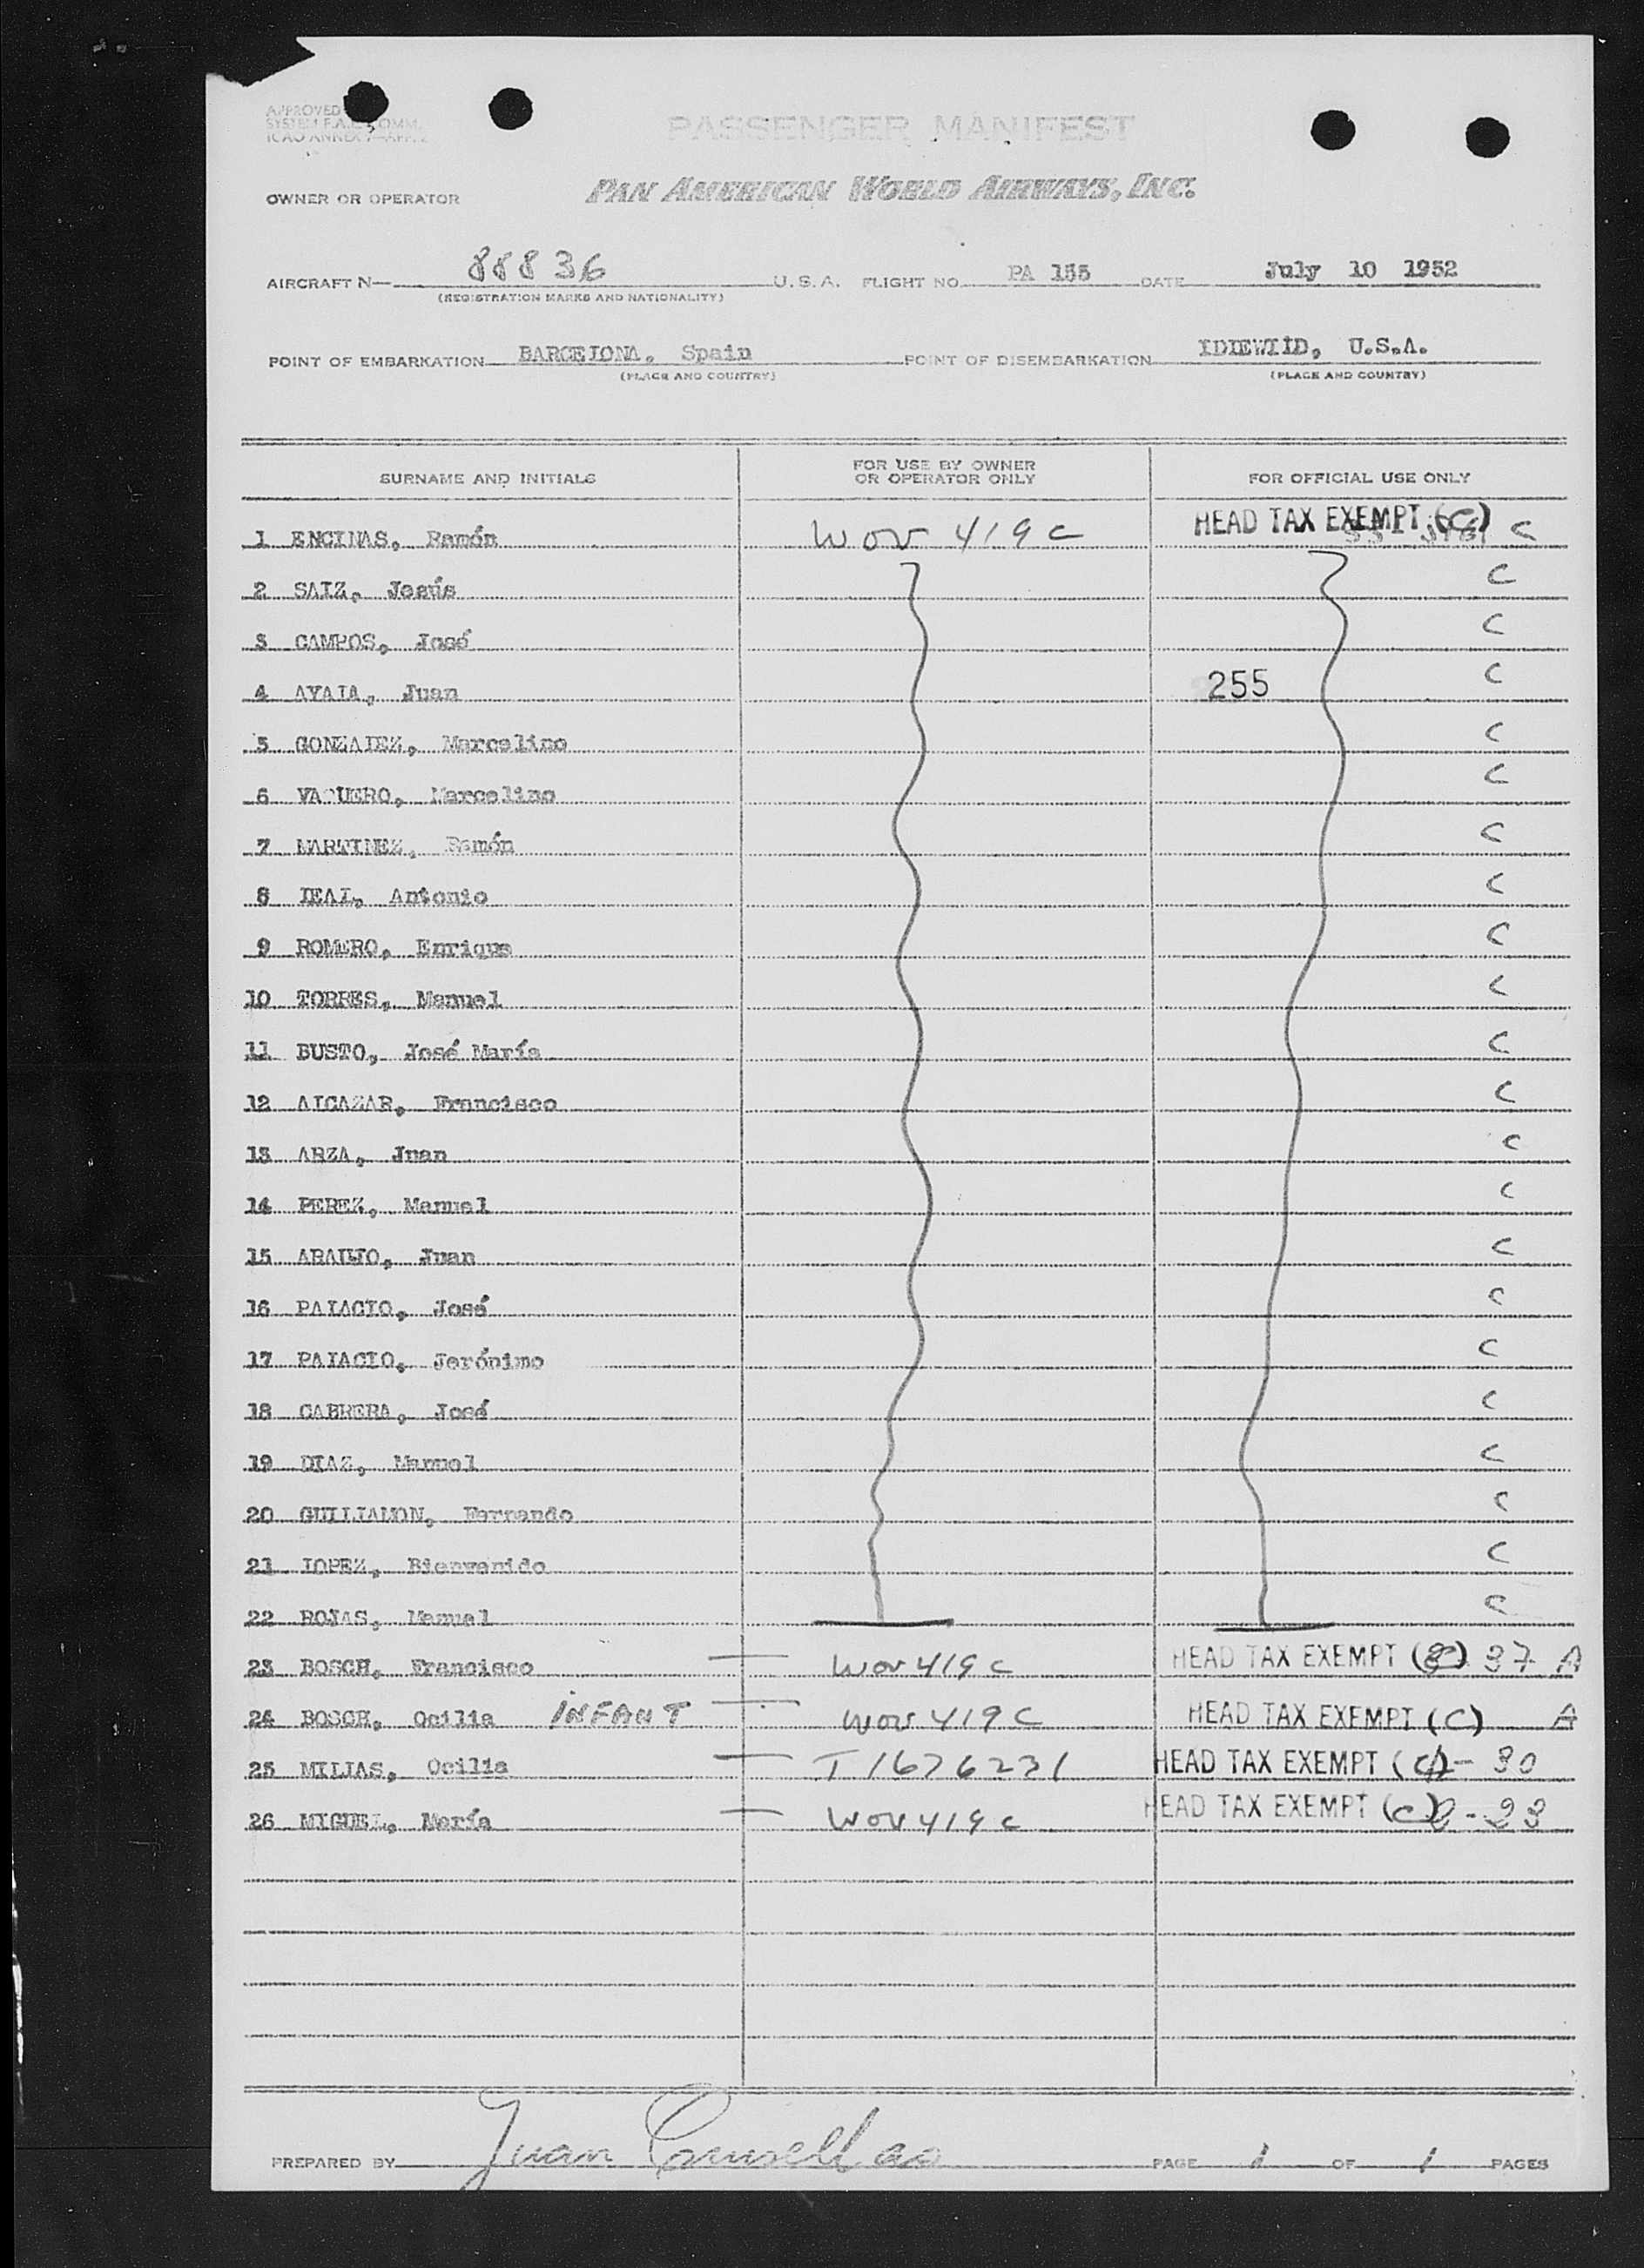 APPROVED
PASSENGER MANIFEST
OWNER OR OPERATOR PAN AMERICAN WORLD AIRWAYS, INC.
AIRCRAFT N— 88836 U.S.A. FLIGHT NO. PA 155 DATE July 10 1952
(REGISTRATION MARKS AND NATIONALITY)
POINT OF EMBARKATION BARCELONA, Spain POINT OF DISEMBARKATION IDLEWILD, U.S.A.
(PLACE AND COUNTRY) (PLACE AND COUNTRY)
SURNAME AND INITIALS FOR USE BY OWNER OR OPERATOR ONLY FOR OFFICIAL USE ONLY
1 ENCINAS, Ramón WOV 419 C HEAD TAX EXEMPT (C) C
2 SAIZ, Jesús C
3 CAMPOS, José C
4 AYALA, Juan 255 C
5 GONZALEZ, Marcelino C
6 VAQUERO, Marcelino C
7 MARTINEZ, Ramón C
8 LEAL, Antonio C
9 ROMERO, Enrique C
10 TORRES, Manuel C
11 BUSTO, José María C
12 ALCAZAR, Francisco C
13 ARZA, Juan C
14 PEREZ, Manuel C
15 ARAUJO, Juan C
16 PALACIO, José C
17 PALACIO, Jerónimo C
18 CABRERA, José C
19 DIAZ, Manuel C
20 GUILLAMON, Fernando C
21 LOPEZ, Bienvenido C
22 ROJAS, Manuel C
23 BOSCH, Francisco — WOV 419 C HEAD TAX EXEMPT 37 A
24 BOSCH, Ocilia INFANT — WOV 419 C HEAD TAX EXEMPT (C) A
25 MILIAS, Ocilia — T 1676231 HEAD TAX EXEMPT (C) - 30
26 MIGUEL, María — WOV 419 C HEAD TAX EXEMPT (C) - 23
PREPARED BY Juan PAGE 1 OF 1 PAGES